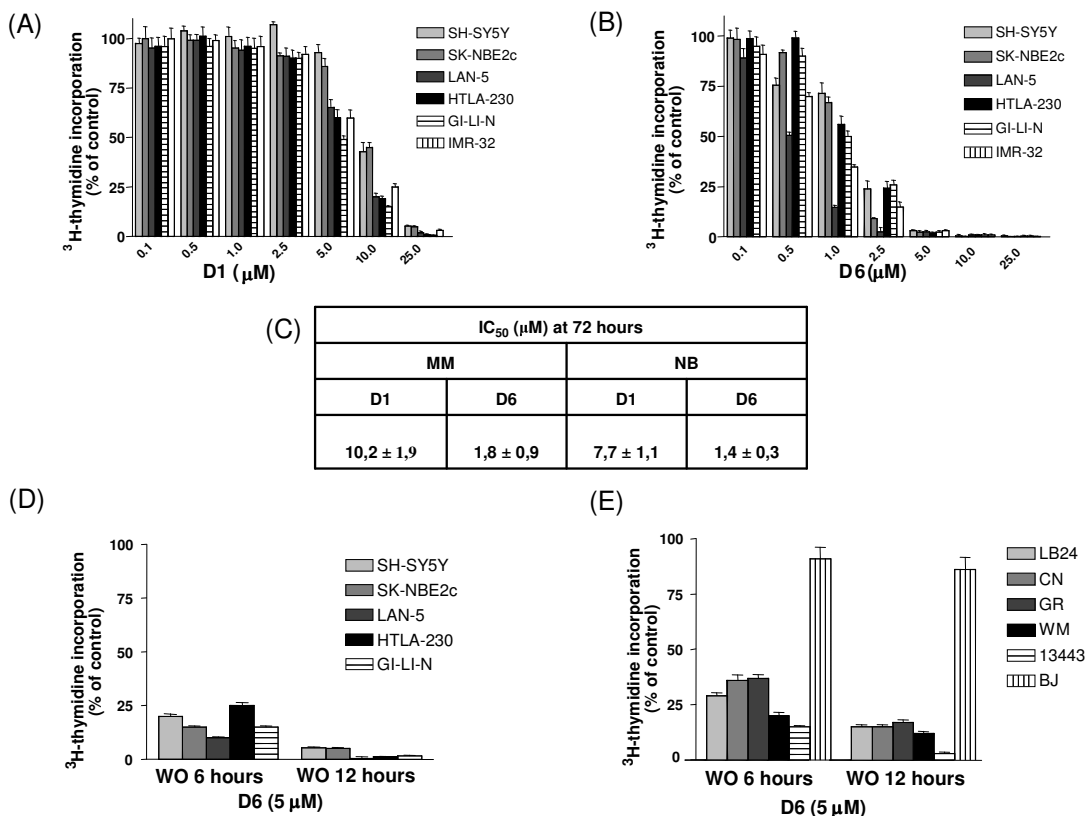 (A)
³H-thymidine incorporation
(% of control)
100
75
50
25
0
0.1
0.5
1.0
2.5
5.0
10.0
25.0
D1 (μM)
SH-SY5Y
SK-NBE2c
LAN-5
HTLA-230
GI-LI-N
IMR-32
(B)
³H-thymidine incorporation
(% of control)
100
75
50
25
0
0.1
0.5
1.0
2.5
5.0
10.0
25.0
D6(μM)
SH-SY5Y
SK-NBE2c
LAN-5
HTLA-230
GI-LI-N
IMR-32
(C)
IC₅₀ (μM) at 72 hours
MM NB
D1 D6 D1 D6
10,2 ± 1,9 1,8 ± 0,9 7,7 ± 1,1 1,4 ± 0,3
(D)
³H-thymidine incorporation
(% of control)
100
75
50
25
0
WO 6 hours WO 12 hours
D6 (5 μM)
SH-SY5Y
SK-NBE2c
LAN-5
HTLA-230
GI-LI-N
(E)
³H-thymidine incorporation
(% of control)
100
75
50
25
0
WO 6 hours WO 12 hours
D6 (5 μM)
LB24
CN
GR
WM
13443
BJ